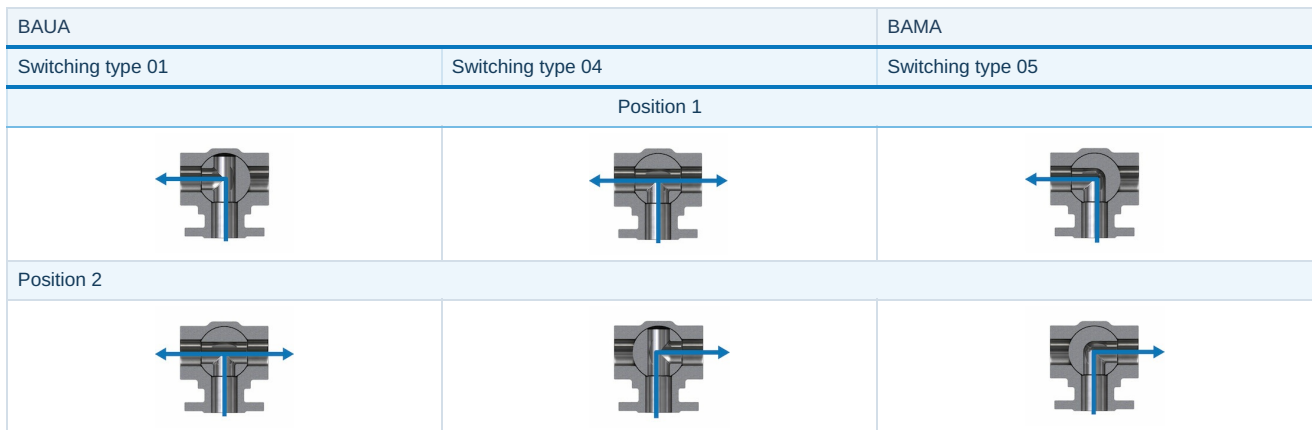 BAUA
BAMA
Switching type 01
Switching type 04
Switching type 05
Position 1
Position 2